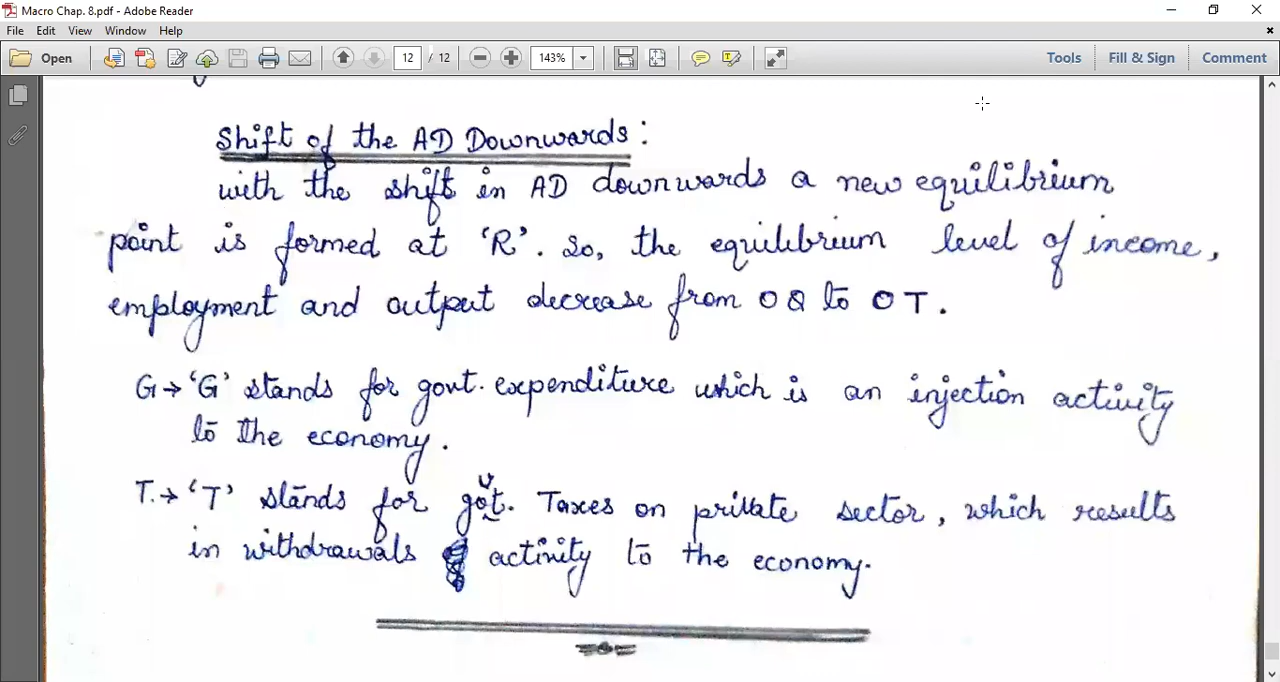 Macro Chap. 8.pdf - Adobe Reader
File Edit View Window Help
Open 12 / 12 143% Tools Fill & Sign Comment
Shift of the AD Downwards :
with the shift in AD downwards a new equilibrium
point is formed at 'R'. So, the equilibrium level of income,
employment and output decrease from OQ to OT.
G → 'G' stands for govt. expenditure which is an injection activity
to the economy.
T. → 'T' stands for govt. Taxes on private sector, which results
in withdrawals activity to the economy.